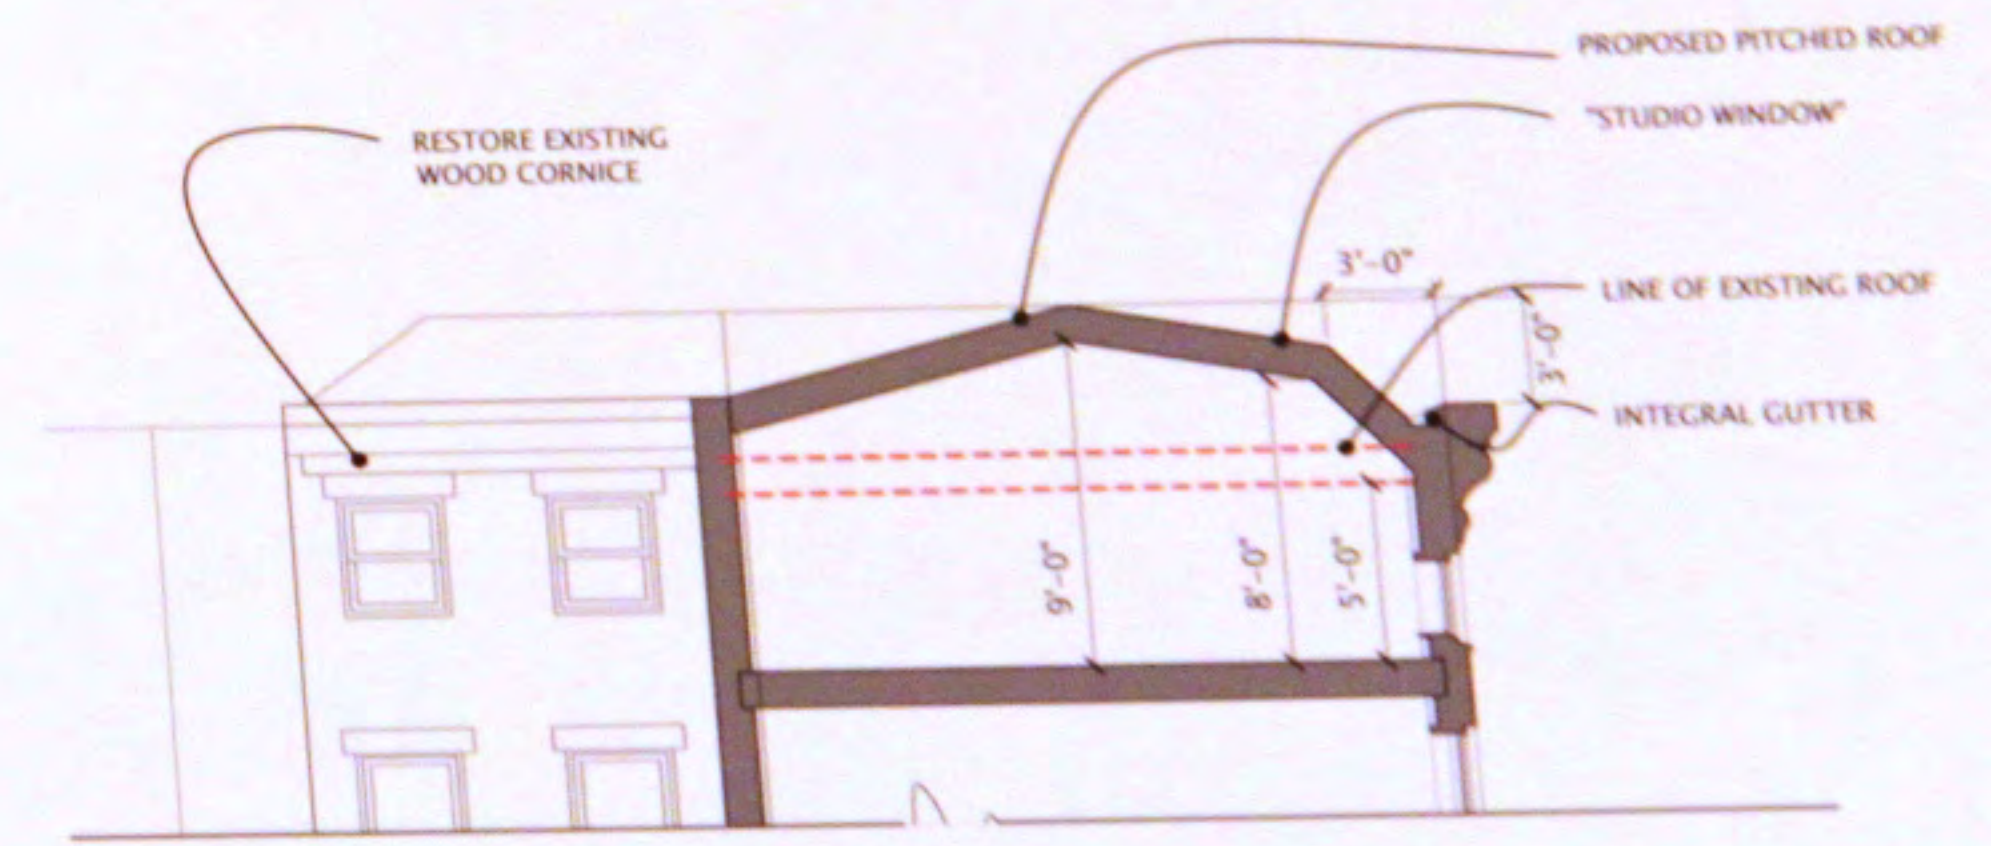 PROPOSED PITCHED ROOF
"STUDIO WINDOW"
RESTORE EXISTING
WOOD CORNICE
3'-0"
LINE OF EXISTING ROOF
3'-0"
INTEGRAL GUTTER
9'-0"
8'-0"
5'-0"